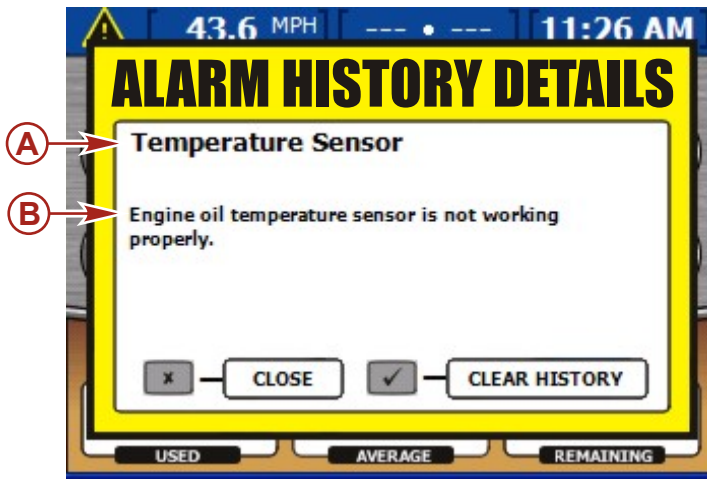 43.6 MPH --- • --- 11:26 AM
ALARM HISTORY DETAILS
A
Temperature Sensor
B
Engine oil temperature sensor is not working
properly.
x CLOSE ✓ CLEAR HISTORY
USED AVERAGE REMAINING